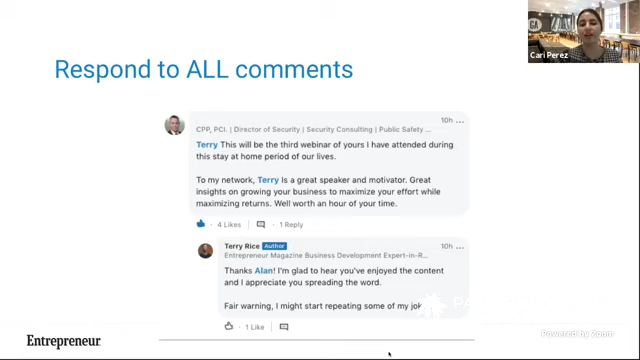 Cari Perez
Respond to ALL comments
10h ...
CPP, PCI. | Director of Security | Security Consulting | Public Safety ...
Terry This will be the third webinar of yours I have attended during
this stay at home period of our lives.
To my network, Terry Is a great speaker and motivator. Great
insights on growing your business to maximize your effort while
maximizing returns. Well worth an hour of your time.
4 Likes
1 Reply
Terry Rice Author
10h ...
Entrepreneur Magazine Business Development Expert-in-R...
Thanks Alan! I'm glad to hear you've enjoyed the content
and I appreciate you spreading the word.
Fair warning, I might start repeating some of my
1 Like
Entrepreneur
Powered by Zoom